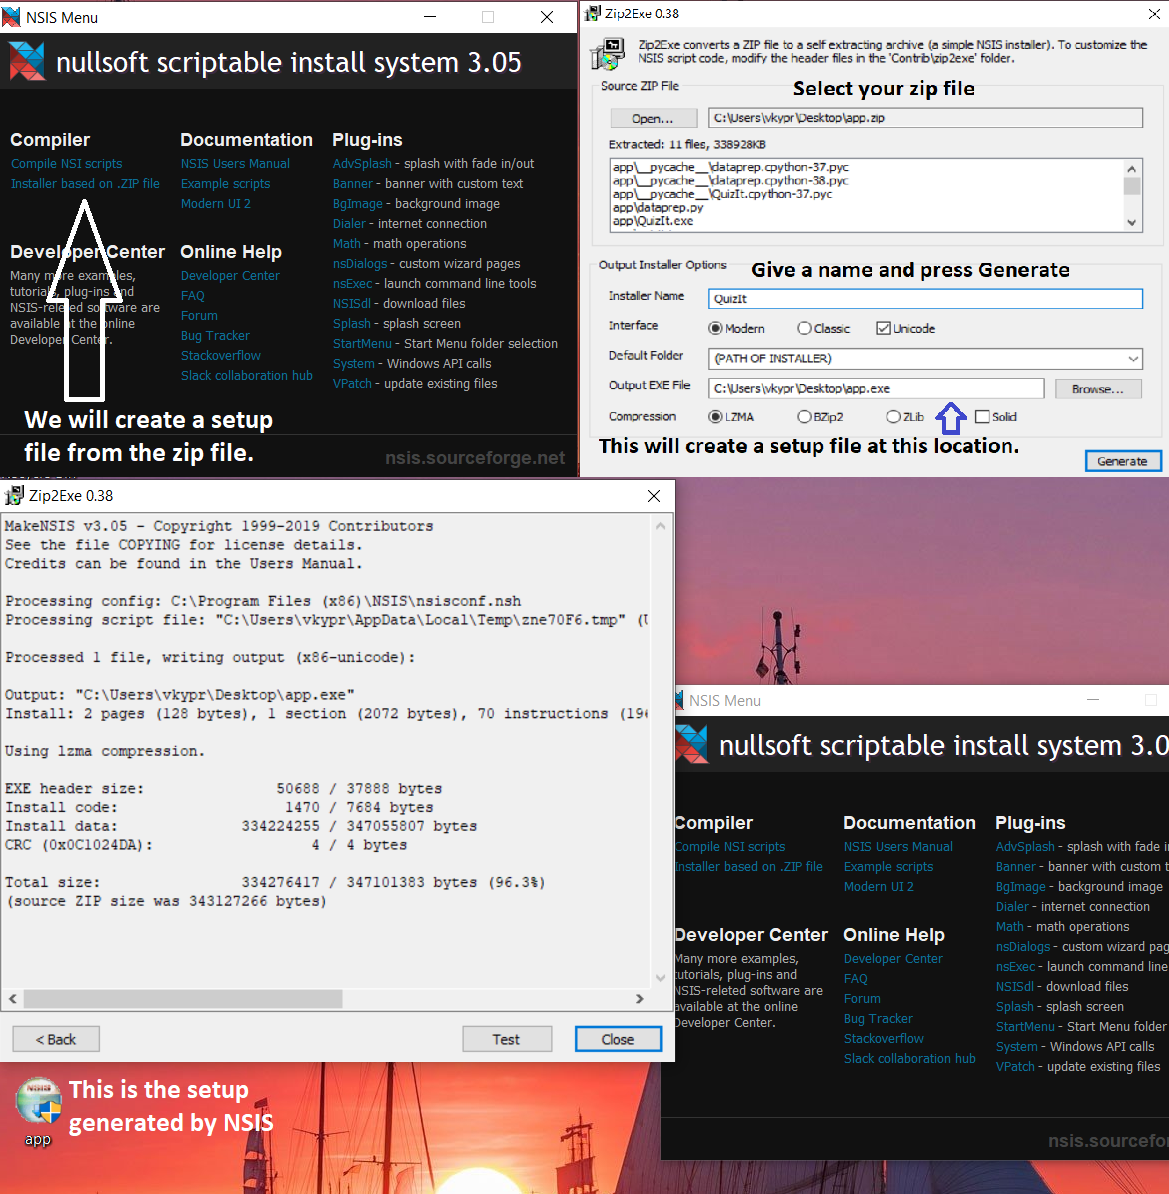 NSIS Menu
nullsoft scriptable install system 3.05
Compiler
Compile NSI scripts
Installer based on .ZIP file
Developer Center
Many more examples,
tutorials, plug-ins and
NSIS-releted software are
available at the online
Developer Center.
Documentation
NSIS Users Manual
Example scripts
Modern UI 2
Online Help
Developer Center
FAQ
Forum
Bug Tracker
Stackoverflow
Slack collaboration hub
Plug-ins
AdvSplash - splash with fade in/out
Banner - banner with custom text
BgImage - background image
Dialer - internet connection
Math - math operations
nsDialogs - custom wizard pages
nsExec - launch command line tools
NSISdl - download files
Splash - splash screen
StartMenu - Start Menu folder selection
System - Windows API calls
VPatch - update existing files
We will create a setup
file from the zip file.
nsis.sourceforge.net
Zip2Exe 0.38
Zip2Exe converts a ZIP file to a self extracting archive (a simple NSIS installer). To customize the
NSIS script code, modify the header files in the 'Contrib\zip2exe' folder.
Source ZIP File
Select your zip file
Open...
C:\Users\vkypr\Desktop\app.zip
Extracted: 11 files, 338928KB
app\__pycache__\dataprep.cpython-37.pyc
app\__pycache__\dataprep.cpython-38.pyc
app\__pycache__\QuizIt.cpython-37.pyc
app\dataprep.py
app\QuizIt.exe
Output Installer Options
Give a name and press Generate
Installer Name
QuizIt
Interface
Modern
Classic
Unicode
Default Folder
(PATH OF INSTALLER)
Output EXE File
C:\Users\vkypr\Desktop\app.exe
Browse...
Compression
LZMA
BZip2
ZLib
Solid
This will create a setup file at this location.
Generate
Zip2Exe 0.38
MakeNSIS v3.05 - Copyright 1999-2019 Contributors
See the file COPYING for license details.
Credits can be found in the Users Manual.
Processing config: C:\Program Files (x86)\NSIS\nsisconf.nsh
Processing script file: "C:\Users\vkypr\AppData\Local\Temp\zne70F6.tmp" (U
Processed 1 file, writing output (x86-unicode):
Output: "C:\Users\vkypr\Desktop\app.exe"
Install: 2 pages (128 bytes), 1 section (2072 bytes), 70 instructions (196
Using lzma compression.
EXE header size: 50688 / 37888 bytes
Install code: 1470 / 7684 bytes
Install data: 334224255 / 347055807 bytes
CRC (0x0C1024DA): 4 / 4 bytes
Total size: 334276417 / 347101383 bytes (96.3%)
(source ZIP size was 343127266 bytes)
< Back
Test
Close
NSIS Menu
nullsoft scriptable install system 3.0
Compiler
Compile NSI scripts
Installer based on .ZIP file
Developer Center
Many more examples,
tutorials, plug-ins and
NSIS-releted software are
available at the online
Developer Center.
Documentation
NSIS Users Manual
Example scripts
Modern UI 2
Online Help
Developer Center
FAQ
Forum
Bug Tracker
Stackoverflow
Slack collaboration hub
Plug-ins
AdvSplash - splash with fade in
Banner - banner with custom t
BgImage - background image
Dialer - internet connection
Math - math operations
nsDialogs - custom wizard pag
nsExec - launch command line
NSISdl - download files
Splash - splash screen
StartMenu - Start Menu folder
System - Windows API calls
VPatch - update existing files
nsis.sourcefo
NSIS
app
This is the setup
generated by NSIS